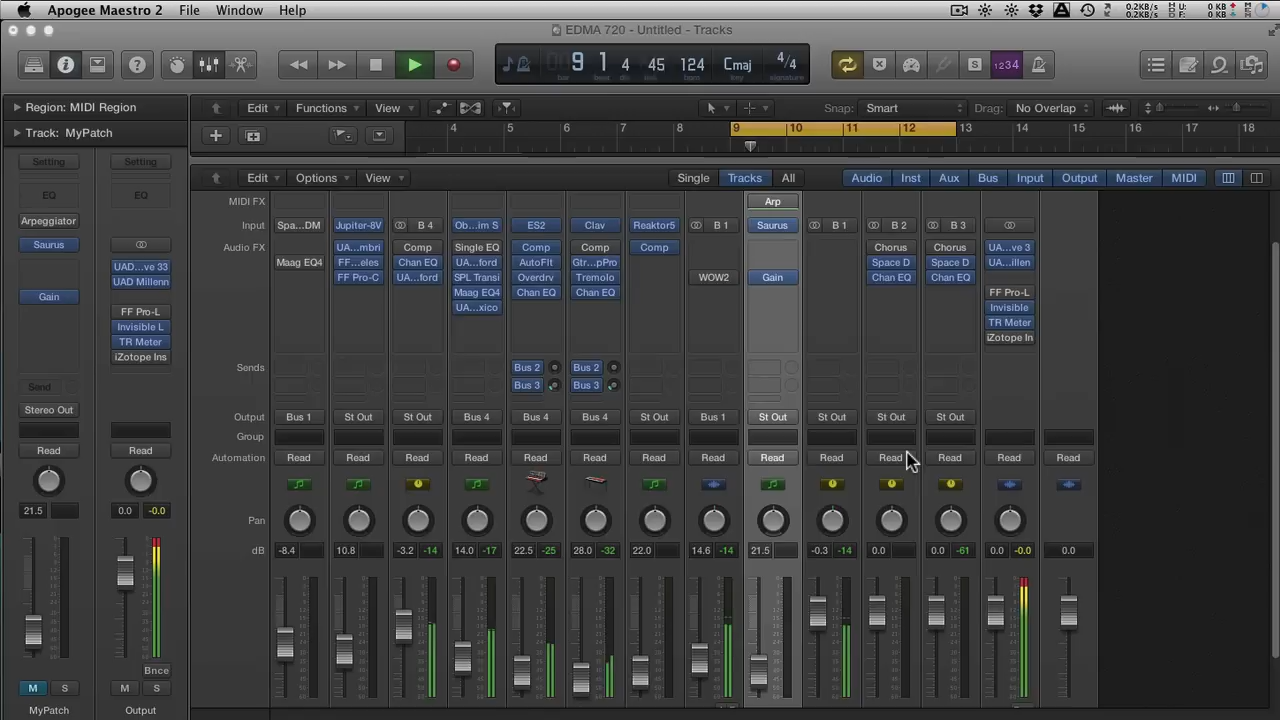 Apogee Maestro 2 File Window Help 0.2KB/s 0.2KB/s M: D: U: F: 0 KB 0 KB
EDMA 720 - Untitled - Tracks
9 1 4 45 124 Cmaj 4/4
bar beat key signature
1234
Region: MIDI Region
Edit Functions View Snap: Smart Drag: No Overlap
Track: MyPatch
4 5 6 7 8 9 10 11 12 13 14 15 16 17 18
Setting Setting
Edit Options View Single Tracks All Audio Inst Aux Bus Input Output Master MIDI
EQ EQ
MIDI FX Arp
Arpeggiator
Input Spa...DM Jupiter-8V B 4 Ob...im S ES2 Clav Reaktor5 B 1 Saurus B 1 B 2 B 3
Saurus
Audio FX UA...mbri Comp Single EQ Comp Comp Comp Chorus Chorus UA...ve 3
UAD...ve 33
Maag EQ4 FF...eles Chan EQ UA...ford AutoFlt Gtr...pPro Space D Space D UA...illen
UAD Millenn
FF Pro-C UA...ford SPL Transi Overdrv Tremolo WOW2 Gain Chan EQ Chan EQ
Gain
Maag EQ4 Chan EQ Chan EQ FF Pro-L
FF Pro-L
UA...xico Invisible
Invisible L
TR Meter
TR Meter
iZotope In
iZotope Ins
Sends Bus 2 Bus 2
Send Bus 3 Bus 3
Stereo Out
Output Bus 1 St Out St Out Bus 4 Bus 4 Bus 4 St Out Bus 1 St Out St Out St Out St Out
Group
Read Read
Automation Read Read Read Read Read Read Read Read Read Read Read Read Read Read
21.5 0.0 -0.0
Pan
dB -8.4 10.8 -3.2 -14 14.0 -17 22.5 -25 28.0 -32 22.0 14.6 -14 21.5 -0.3 -14 0.0 0.0 -61 0.0 -0.0 0.0
Bnce
M S M S
MyPatch Output